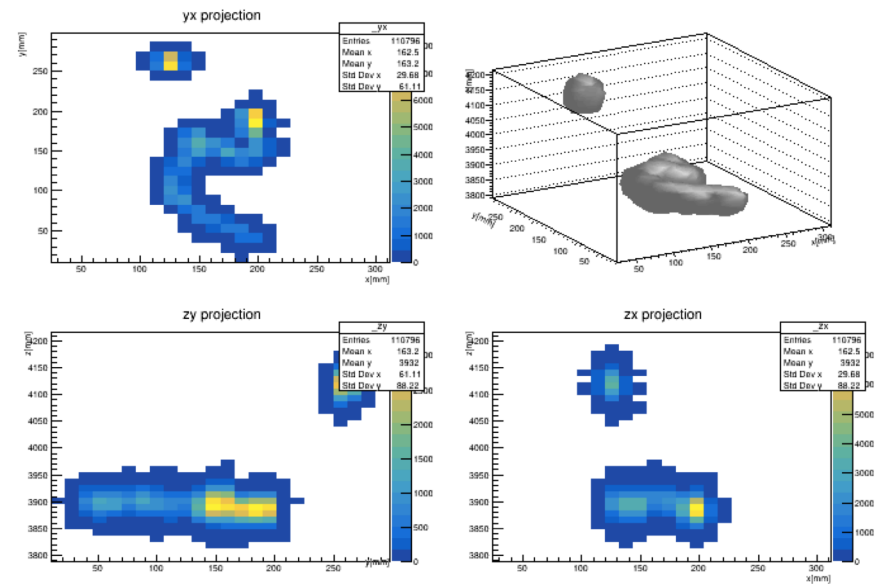 yx projection
_yx
Entries 110796
Mean x 162.5
Mean y 163.2
Std Dev x 29.68
Std Dev y 61.11
y[mm]
250
200
150
100
50
50 100 150 200 250 300
x[mm]
6000
5000
4000
3000
2000
1000
0
4200
4150
4100
4050
4000
3950
3900
3850
3800
y[mm]
200
150
100
50
50 100 150 200 250 300
x[mm]
zy projection
_zy
Entries 110796
Mean x 163.2
Mean y 3932
Std Dev x 61.11
Std Dev y 88.22
z[mm]
4200
4150
4100
4050
4000
3950
3900
3850
3800
50 100 150 200 250 300
y[mm]
2500
2000
1500
1000
500
0
zx projection
_zx
Entries 110796
Mean x 162.5
Mean y 3932
Std Dev x 29.68
Std Dev y 88.22
z[mm]
4200
4150
4100
4050
4000
3950
3900
3850
3800
50 100 150 200 250 300
x[mm]
5000
4000
3000
2000
1000
0